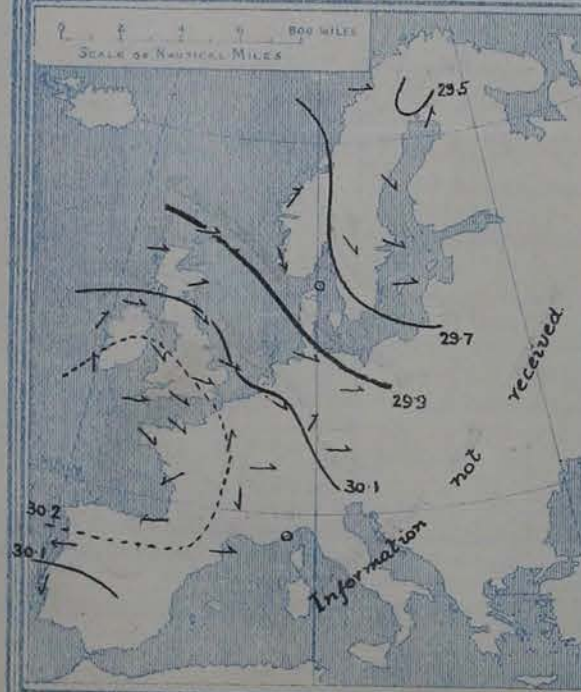 800 MILES
SCALE OF NAUTICAL MILES
29.5
29.7
29.9
30.1
30.2
30.1
Information not received